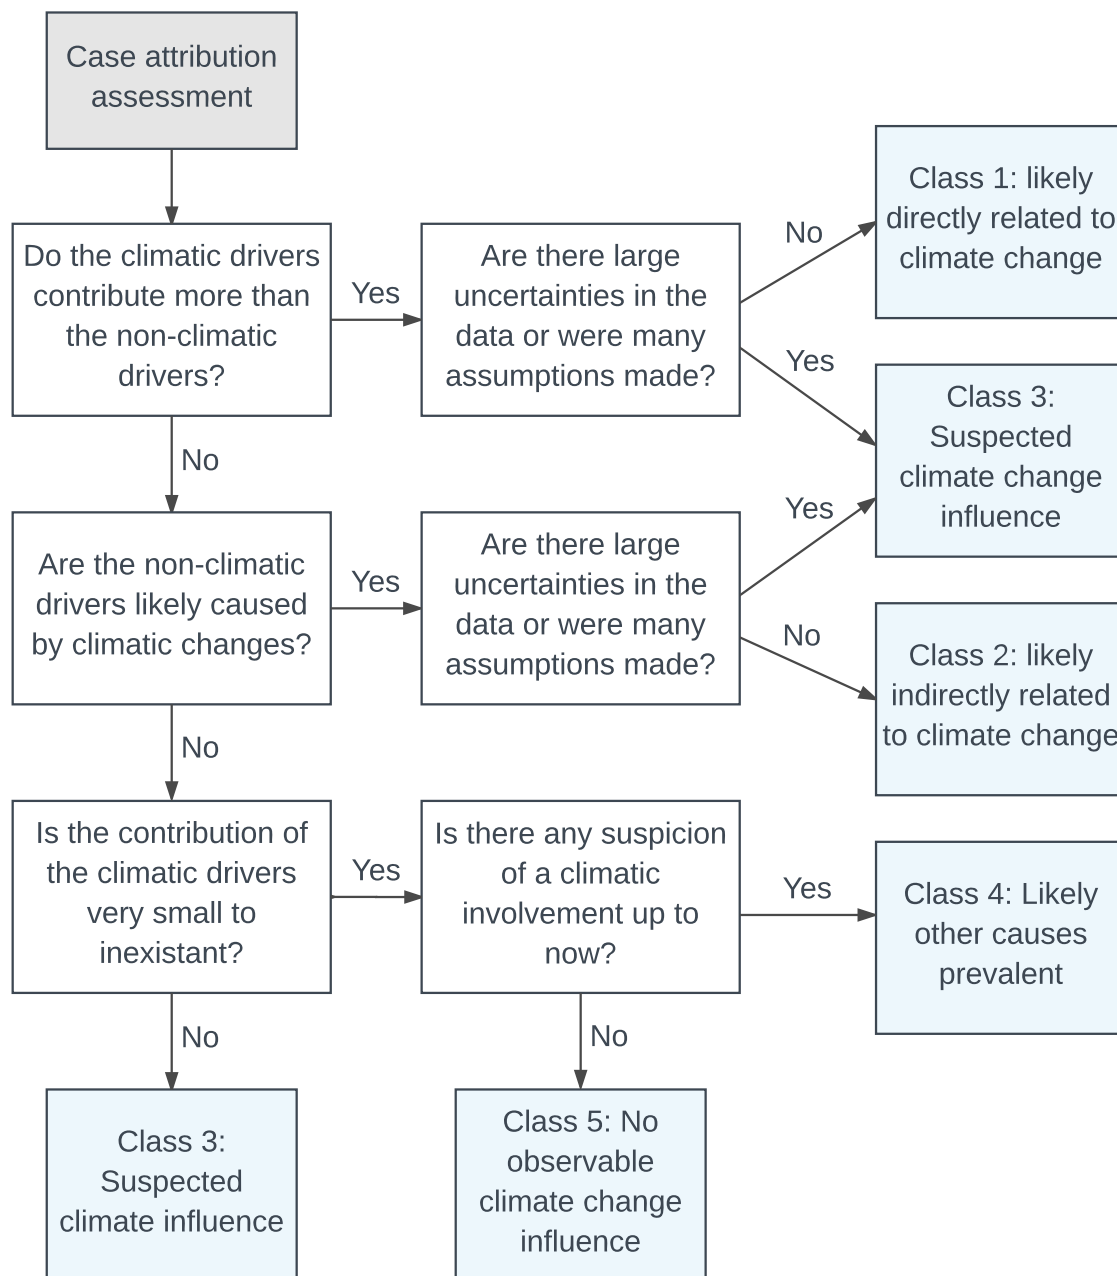 Case attribution
assessment
Do the climatic drivers
contribute more than
the non-climatic
drivers?
Yes
Are there large
uncertainties in the
data or were many
assumptions made?
No
Class 1: likely
directly related to
climate change
Yes
Class 3:
Suspected
climate change
influence
No
Are the non-climatic
drivers likely caused
by climatic changes?
Yes
Are there large
uncertainties in the
data or were many
assumptions made?
Yes
No
Class 2: likely
indirectly related
to climate change
No
Is the contribution of
the climatic drivers
very small to
inexistant?
Yes
Is there any suspicion
of a climatic
involvement up to
now?
Yes
Class 4: Likely
other causes
prevalent
No
Class 3:
Suspected
climate influence
No
Class 5: No
observable
climate change
influence